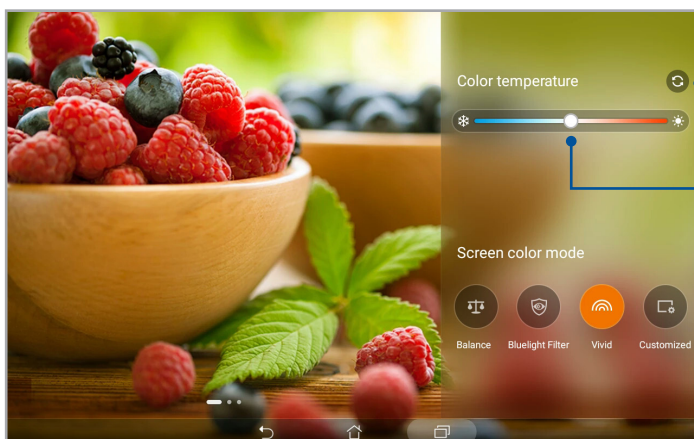 Color temperature
Screen color mode
Balance Bluelight Filter Vivid Customized